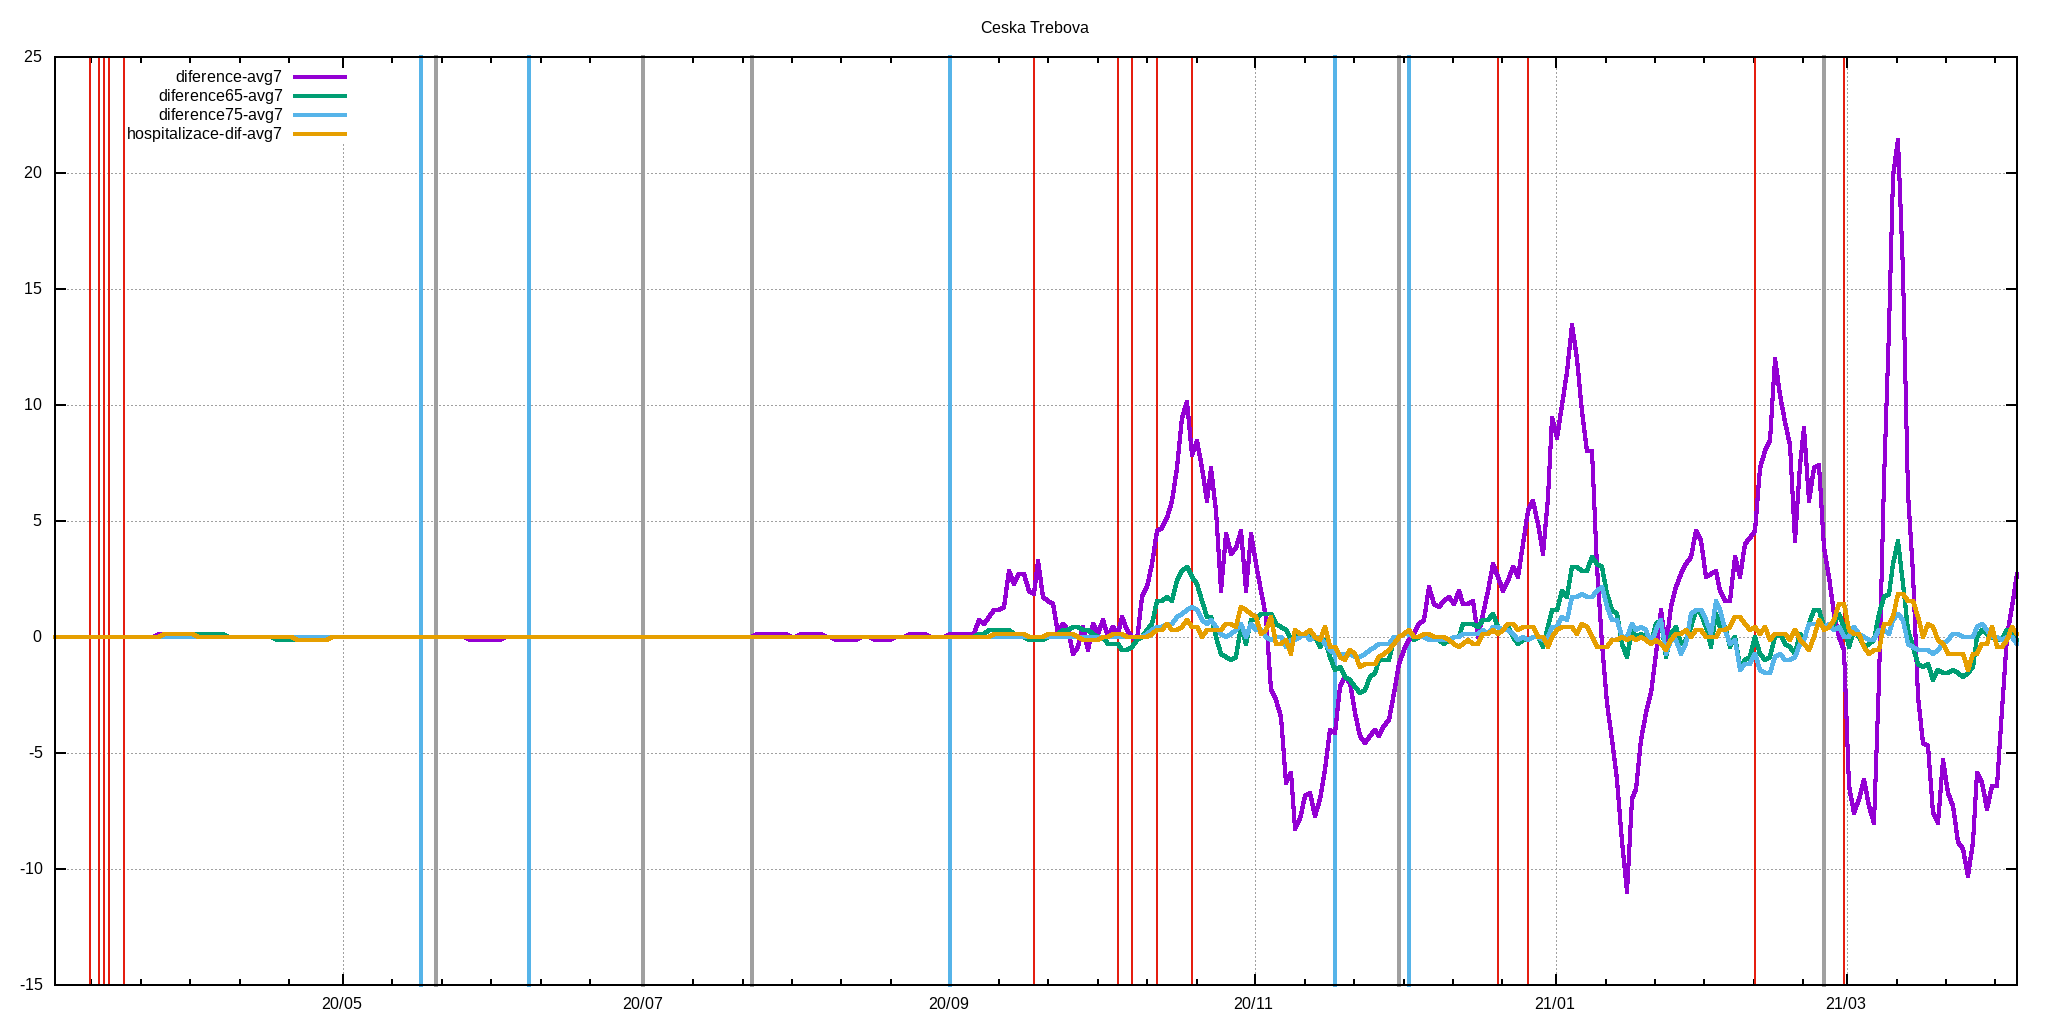 Ceska Trebova
25
20
15
10
5
0
-5
-10
-15
diference-avg7
diference65-avg7
diference75-avg7
hospitalizace-dif-avg7
20/05 20/07 20/09 20/11 21/01 21/03